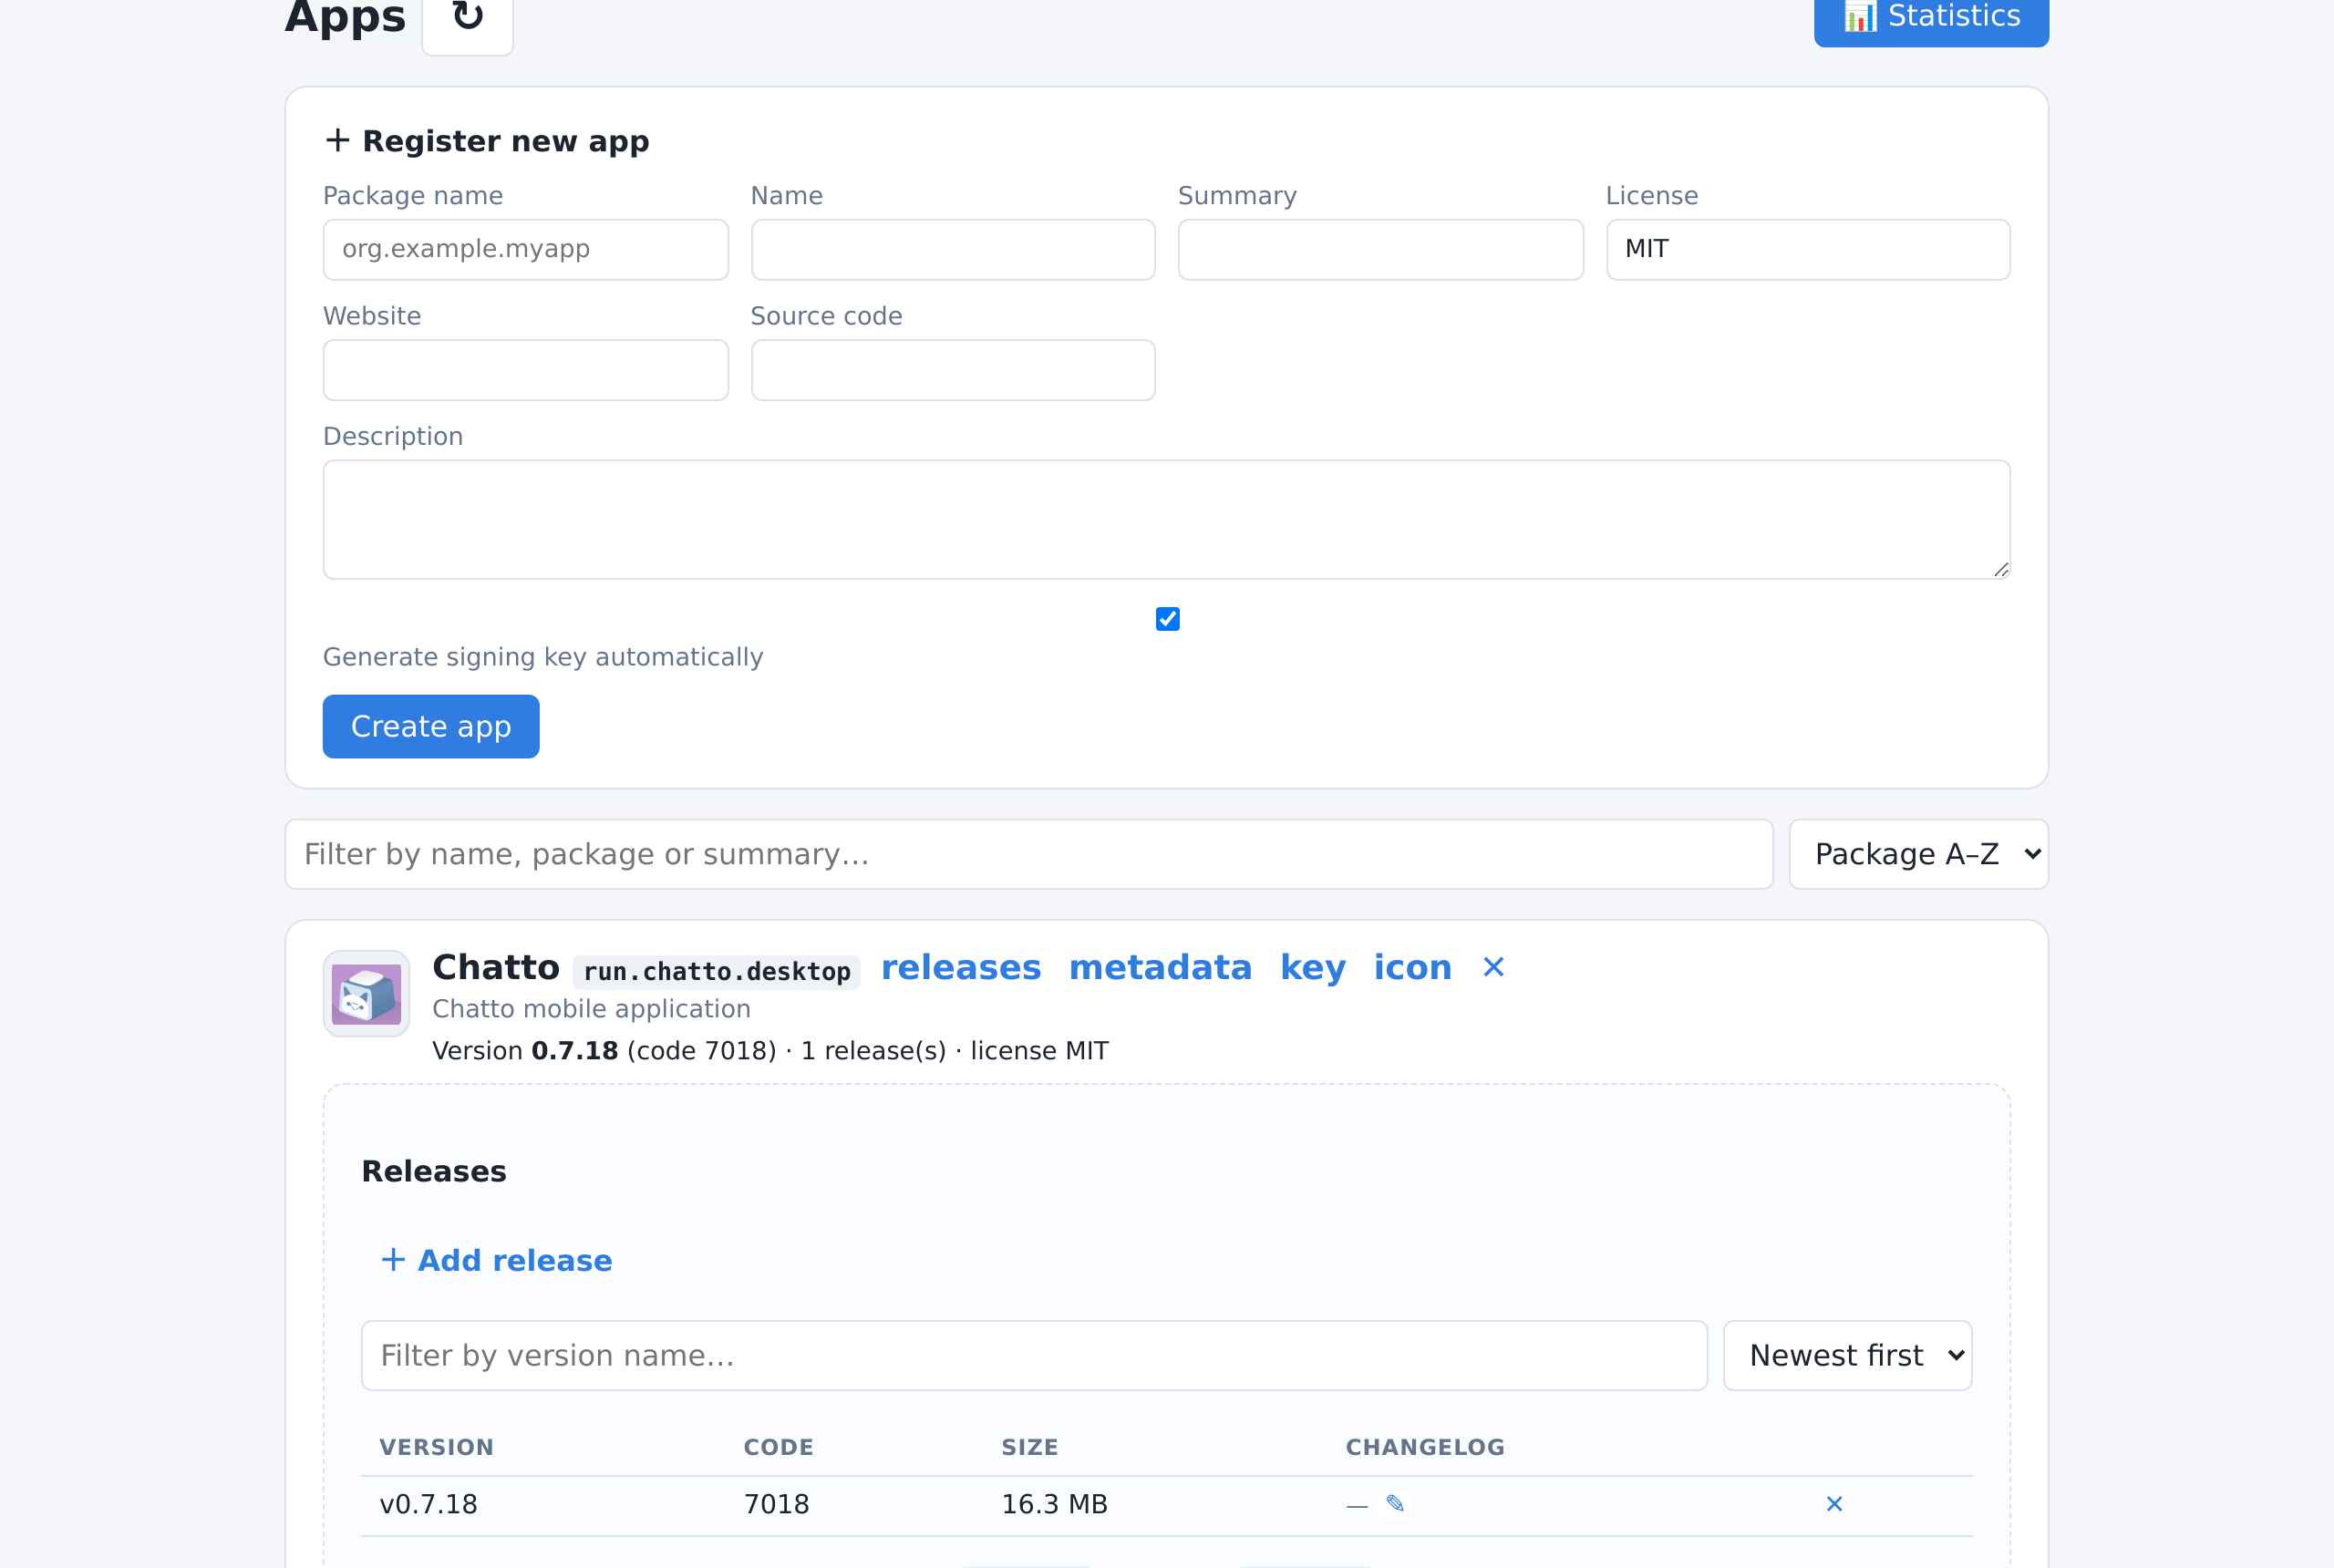 Apps ↻ 📊 Statistics
+ Register new app
Package name Name Summary License
org.example.myapp MIT
Website Source code
Description
Generate signing key automatically
Create app
Filter by name, package or summary… Package A–Z
Chatto run.chatto.desktop releases metadata key icon ✕
Chatto mobile application
Version 0.7.18 (code 7018) · 1 release(s) · license MIT
Releases
+ Add release
Filter by version name… Newest first
VERSION CODE SIZE CHANGELOG
v0.7.18 7018 16.3 MB — ✎ ✕